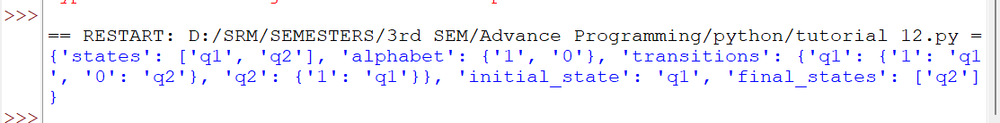 >>>
== RESTART: D:/SRM/SEMESTERS/3rd SEM/Advance Programming/python/tutorial 12.py =
{'states': ['q1', 'q2'], 'alphabet': {'1', '0'}, 'transitions': {'q1': {'1': 'q1
', '0': 'q2'}, 'q2': {'1': 'q1'}}, 'initial_state': 'q1', 'final_states': ['q2']
}
>>>